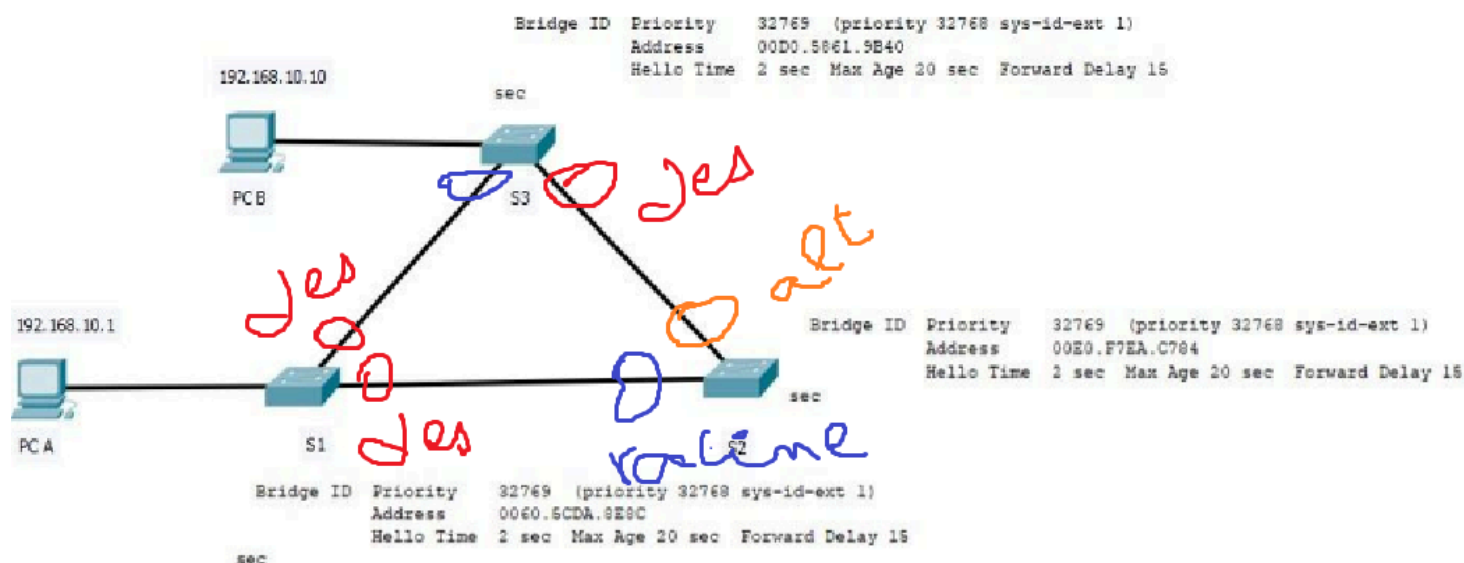 Bridge ID Priority 32769 (priority 32768 sys-id-ext 1)
Address 00D0.5861.9B40
Hello Time 2 sec Max Age 20 sec Forward Delay 15
sec
192.168.10.10
PC B
S3
des
des
alt
192.168.10.1
Bridge ID Priority 32769 (priority 32768 sys-id-ext 1)
Address 00E0.F7EA.C784
Hello Time 2 sec Max Age 20 sec Forward Delay 15
sec
PC A
S1
des
racine
S2
Bridge ID Priority 32769 (priority 32768 sys-id-ext 1)
Address 0060.5CDA.8E8C
Hello Time 2 sec Max Age 20 sec Forward Delay 15
sec